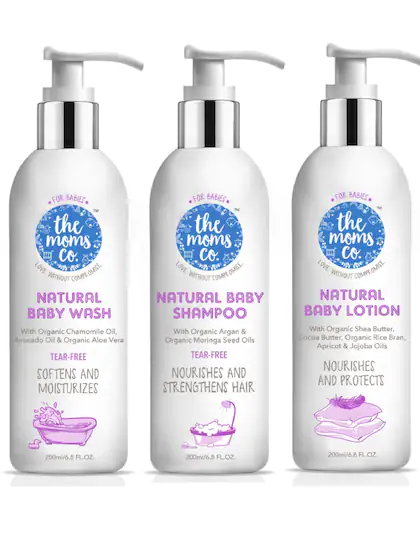 FOR BABIES
the
moms
co.
TM
LOVE WITHOUT COMPROMISE.
NATURAL
BABY WASH
With Organic Chamomile Oil,
Avocado Oil & Organic Aloe Vera
TEAR-FREE
SOFTENS AND
MOISTURIZES
200ml/6.8 FL.OZ.
FOR BABIES
the
moms
co.
TM
LOVE WITHOUT COMPROMISE.
NATURAL BABY
SHAMPOO
With Organic Argan &
Organic Moringa Seed Oils
TEAR-FREE
NOURISHES AND
STRENGTHENS HAIR
200ml/6.8 FL.OZ.
FOR BABIES
the
moms
co.
TM
LOVE WITHOUT COMPROMISE.
NATURAL
BABY LOTION
With Organic Shea Butter,
Cocoa Butter, Organic Rice Bran,
Apricot & Jojoba Oils
NOURISHES
AND PROTECTS
200ml/6.8 FL.OZ.